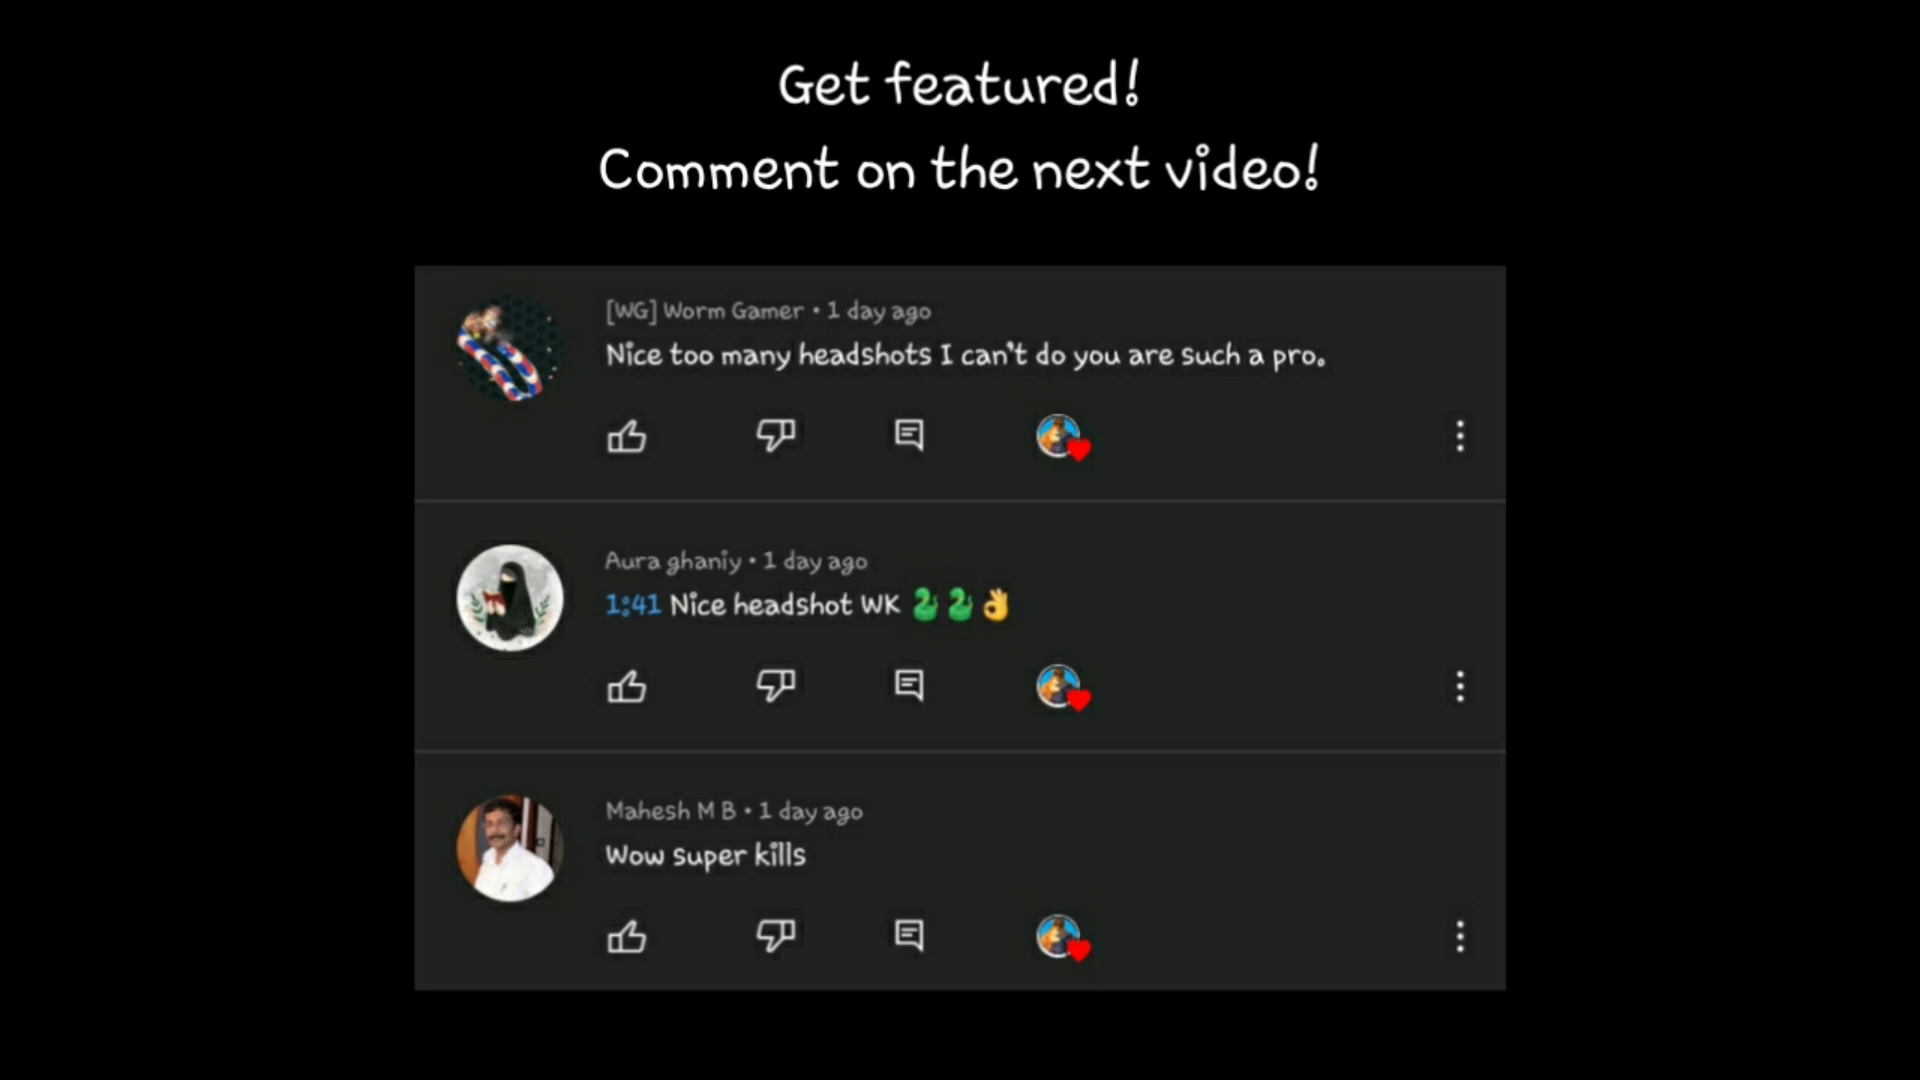 Get featured!
Comment on the next video!
[WG] Worm Gamer • 1 day ago
Nice too many headshots I can't do you are such a pro.
Aura ghaniy • 1 day ago
1:41 Nice headshot WK 🐉🐉👌
Mahesh M B • 1 day ago
Wow super kills